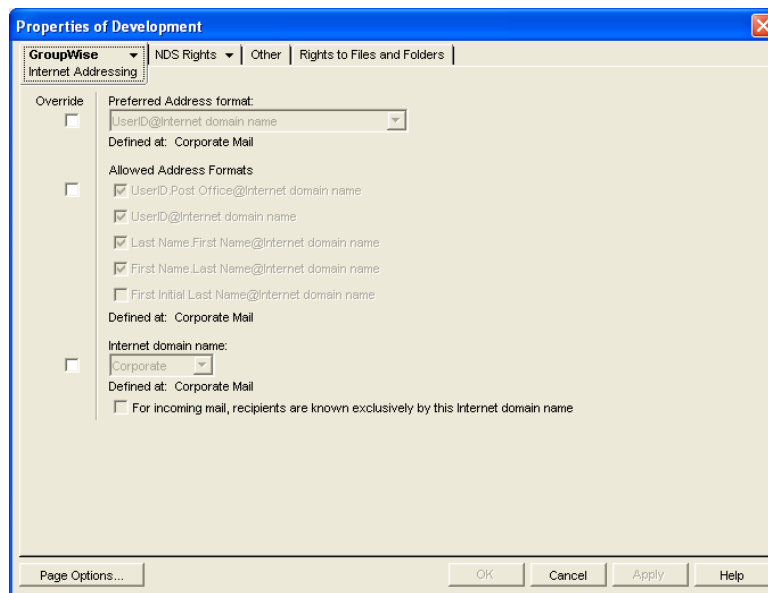 Properties of Development
GroupWise
NDS Rights
Other
Rights to Files and Folders
Internet Addressing
Override
Preferred Address format:
UserID@Internet domain name
Defined at: Corporate Mail
Allowed Address Formats
UserID.Post Office@Internet domain name
UserID@Internet domain name
Last Name.First Name@Internet domain name
First Name.Last Name@Internet domain name
First Initial Last Name@Internet domain name
Defined at: Corporate Mail
Internet domain name:
Corporate
Defined at: Corporate Mail
For incoming mail, recipients are known exclusively by this Internet domain name
Page Options...
OK
Cancel
Apply
Help